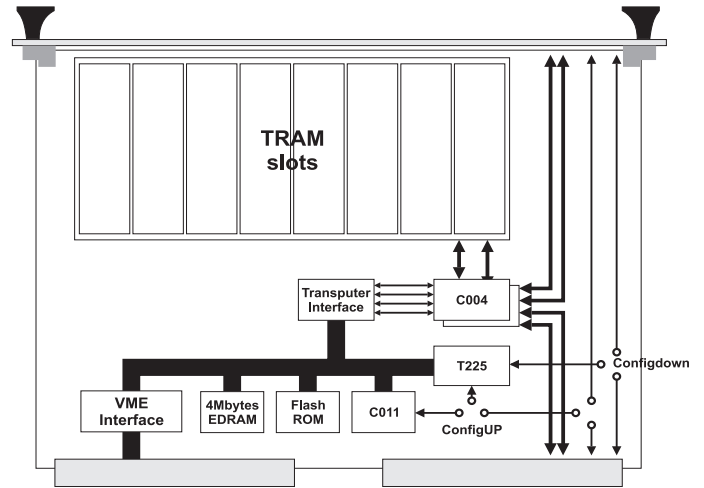 TRAM
slots
Transputer
Interface
C004
T225
Configdown
VME
Interface
4Mbytes
EDRAM
Flash
ROM
C011
ConfigUP